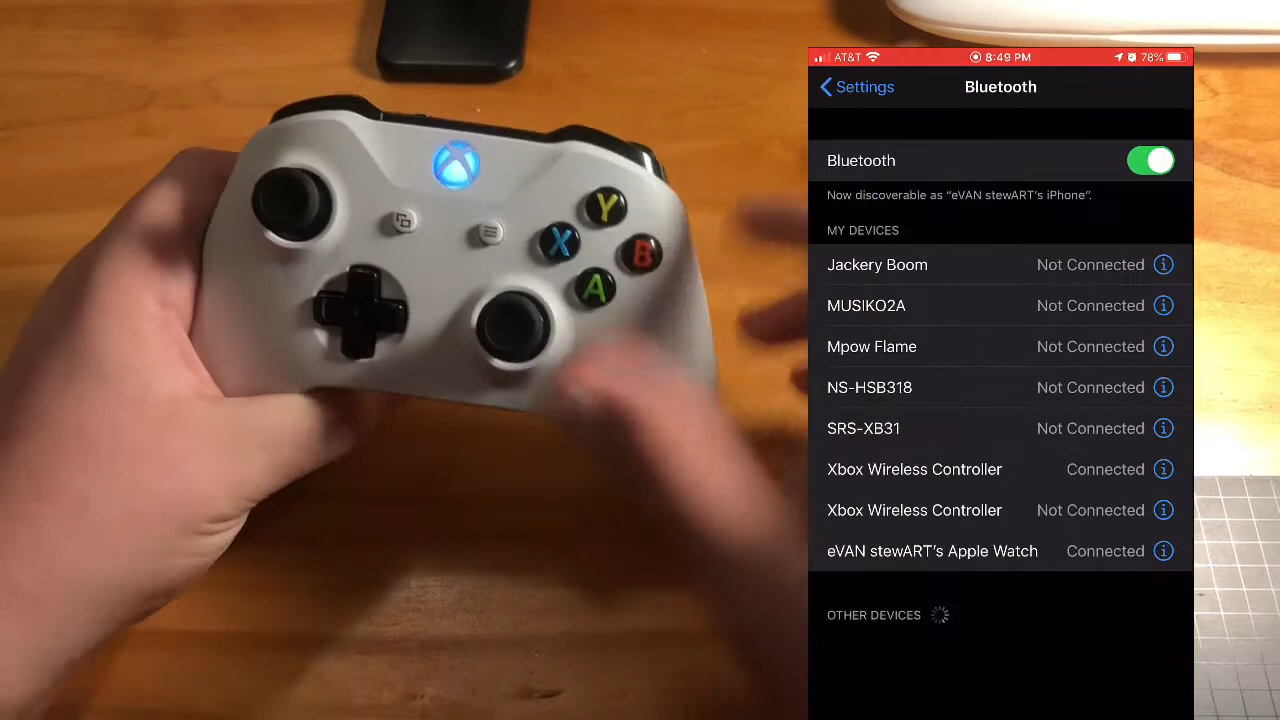 Y
X
B
A
AT&T
8:49 PM
78%
Settings
Bluetooth
Bluetooth
Now discoverable as “eVAN stewART’s iPhone”.
MY DEVICES
Jackery Boom Not Connected
MUSIKO2A Not Connected
Mpow Flame Not Connected
NS-HSB318 Not Connected
SRS-XB31 Not Connected
Xbox Wireless Controller Connected
Xbox Wireless Controller Not Connected
eVAN stewART’s Apple Watch Connected
OTHER DEVICES